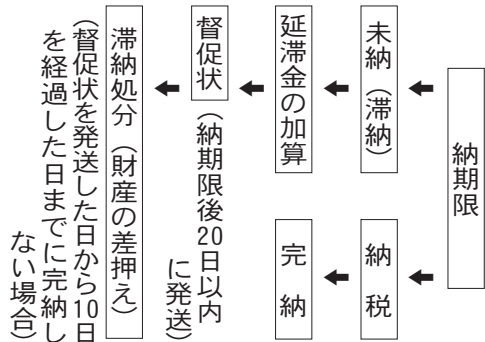 納期限
未納（滞納）
納税
延滞金の加算
完納
督促状
（納期限後20日以内
に発送）
滞納処分（財産の差押え）
（督促状を発送した日から10日
を経過した日までに完納し
ない場合）